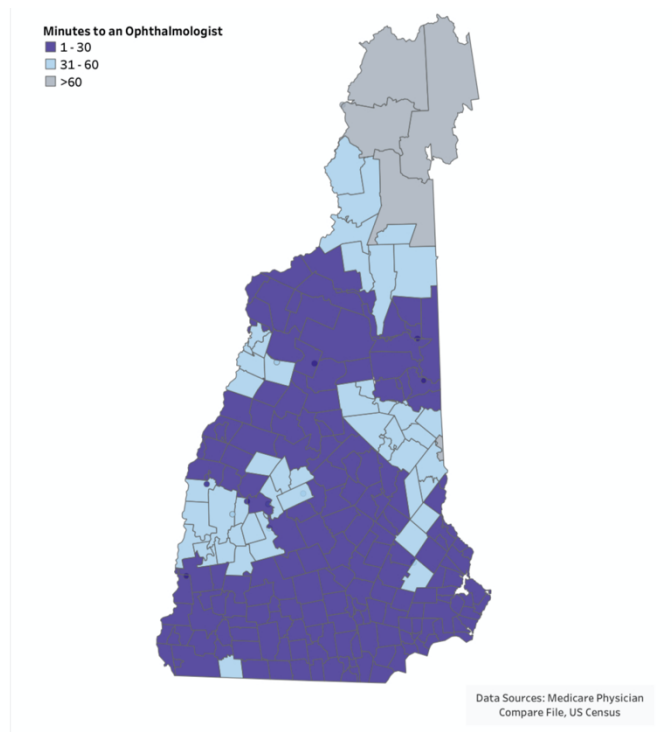 Minutes to an Ophthalmologist
1 - 30
31 - 60
>60
Data Sources: Medicare Physician
Compare File, US Census